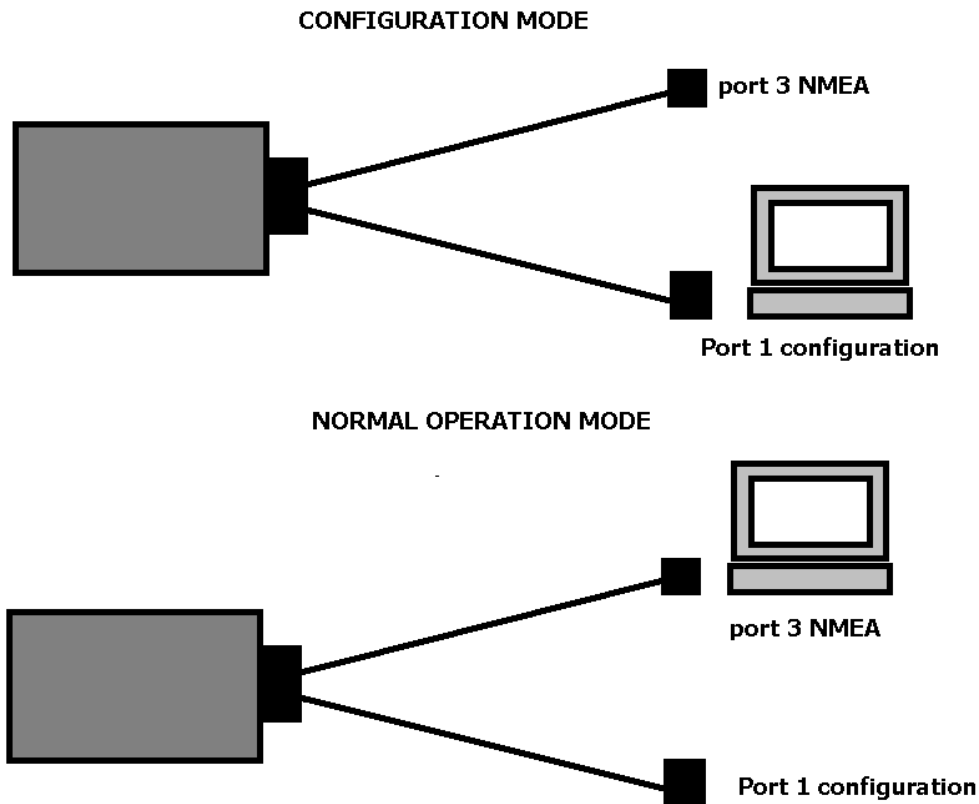 CONFIGURATION MODE
port 3 NMEA
Port 1 configuration
NORMAL OPERATION MODE
-
port 3 NMEA
Port 1 configuration